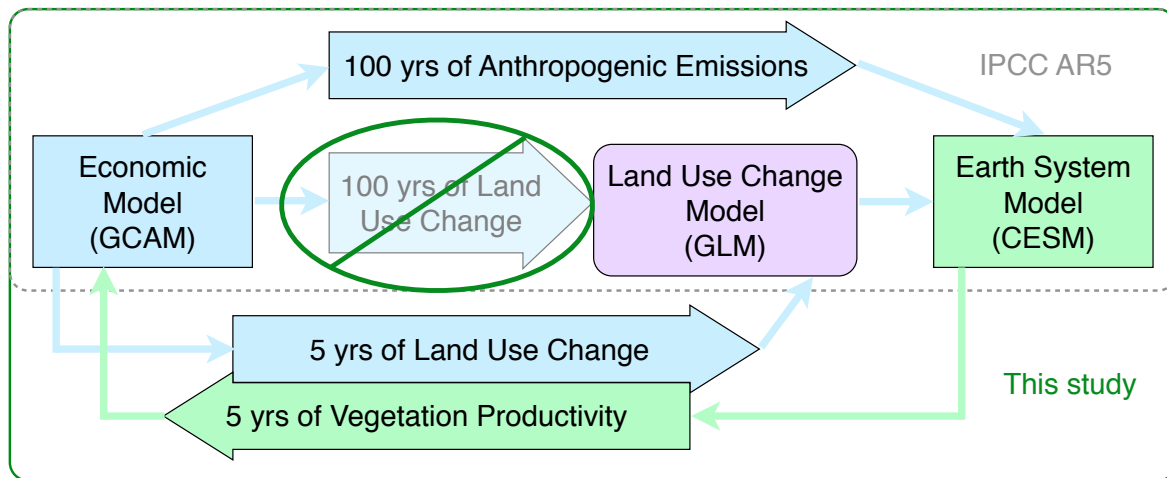 100 yrs of Anthropogenic Emissions
IPCC AR5
Economic
Model
(GCAM)
100 yrs of Land
Use Change
Land Use Change
Model
(GLM)
Earth System
Model
(CESM)
5 yrs of Land Use Change
5 yrs of Vegetation Productivity
This study